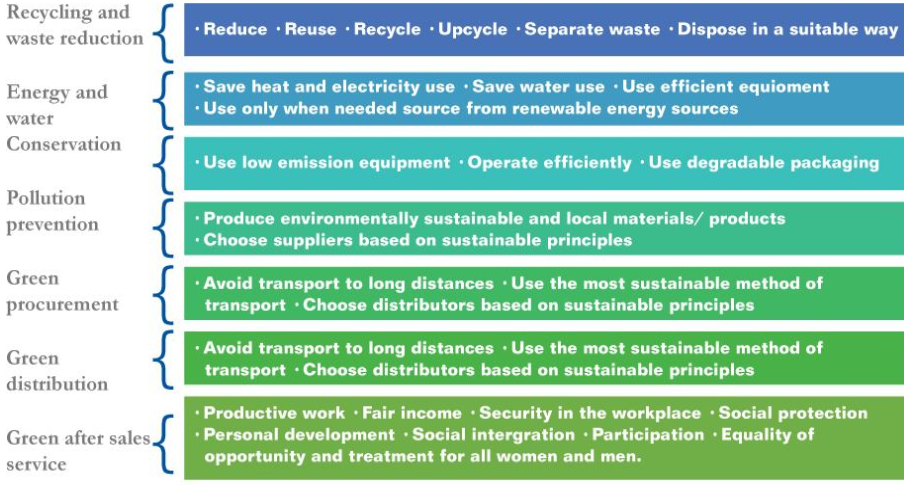 Recycling and
waste reduction
· Reduce · Reuse · Recycle · Upcycle · Separate waste · Dispose in a suitable way
Energy and
water
Conservation
· Save heat and electricity use · Save water use · Use efficient equioment
· Use only when needed source from renewable energy sources
· Use low emission equipment · Operate efficiently · Use degradable packaging
Pollution
prevention
· Produce environmentally sustainable and local materials/ products
· Choose suppliers based on sustainable principles
Green
procurement
· Avoid transport to long distances · Use the most sustainable method of
transport · Choose distributors based on sustainable principles
Green
distribution
· Avoid transport to long distances · Use the most sustainable method of
transport · Choose distributors based on sustainable principles
Green after sales
service
· Productive work · Fair income · Security in the workplace · Social protection
· Personal development · Social intergration · Participation · Equality of
opportunity and treatment for all women and men.